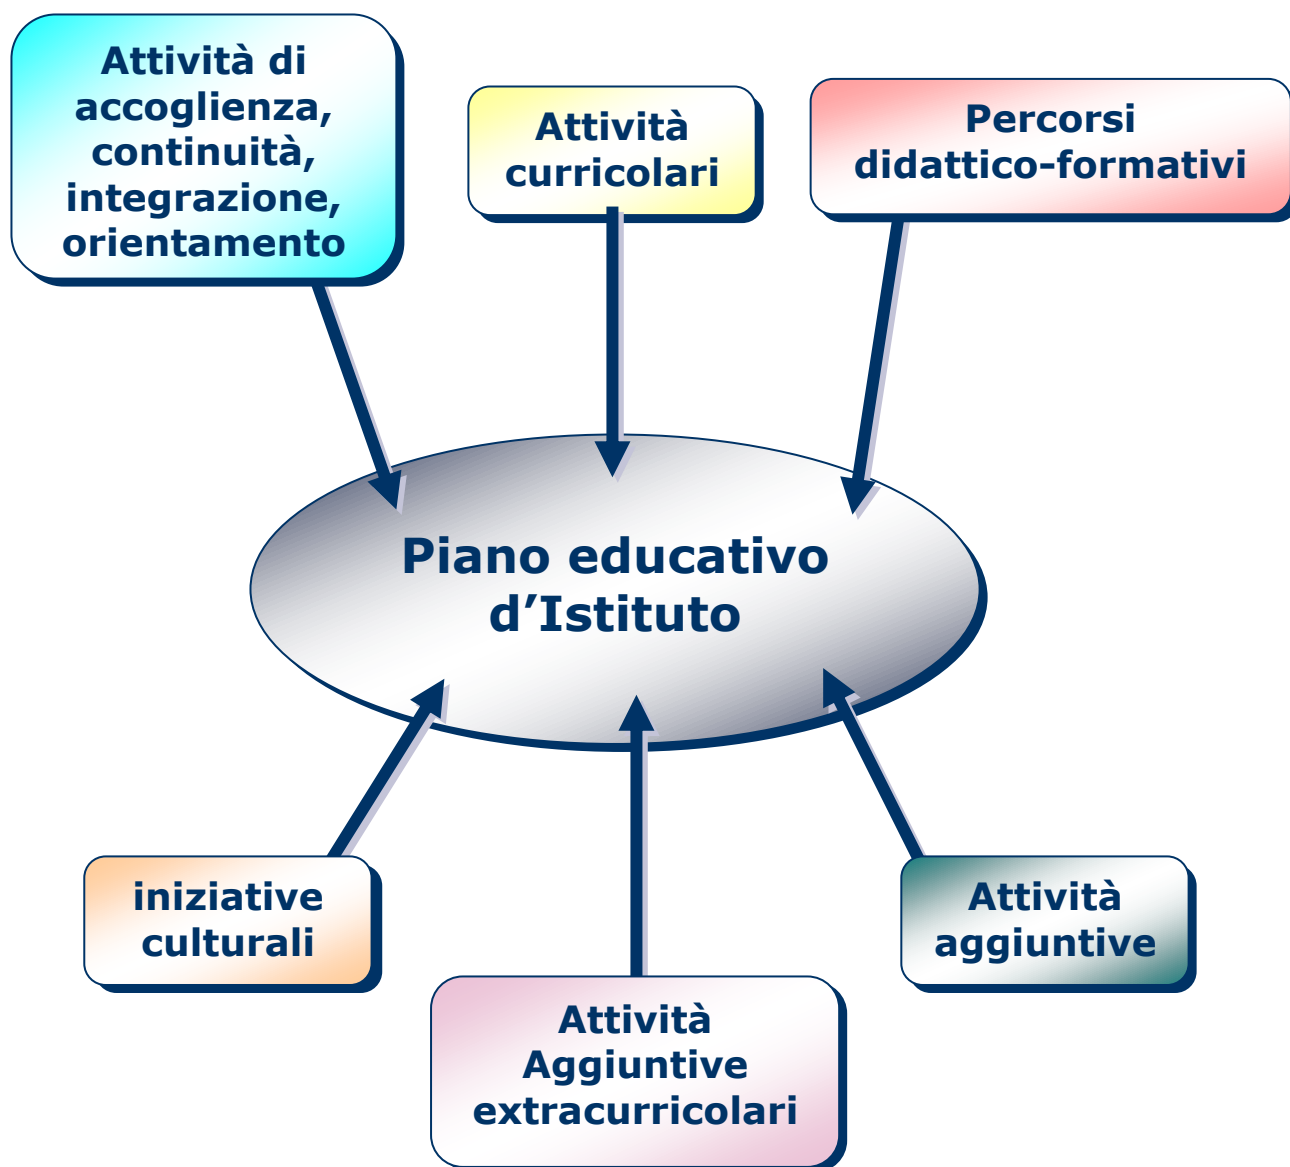 Attività di
accoglienza,
continuità,
integrazione,
orientamento
Attività
curricolari
Percorsi
didattico-formativi
Piano educativo
d’Istituto
iniziative
culturali
Attività
Aggiuntive
extracurricolari
Attività
aggiuntive